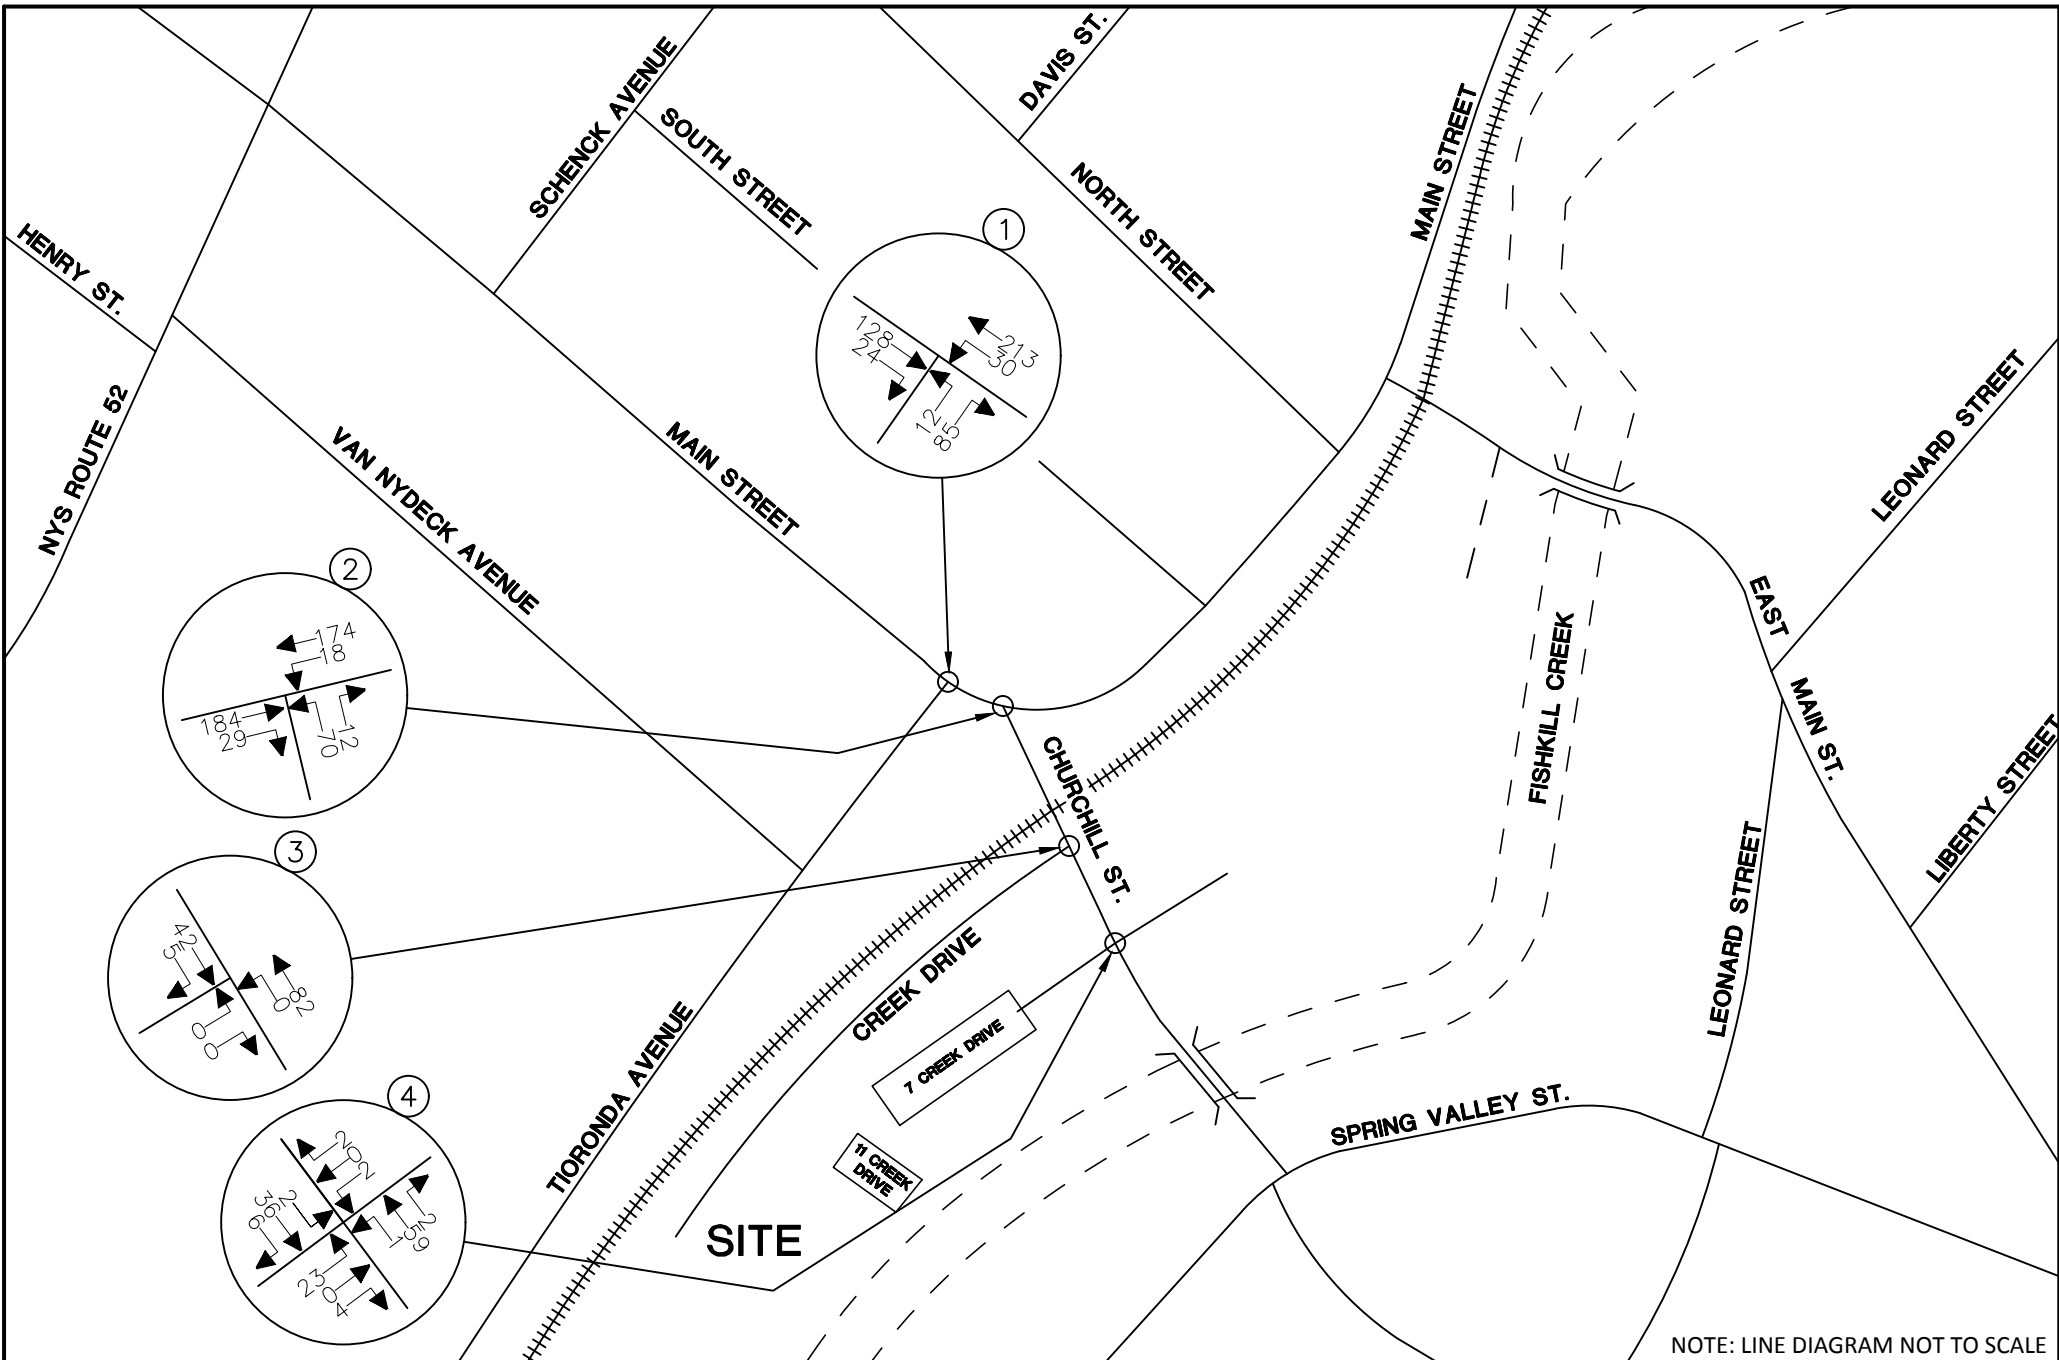 DAVIS ST.
SCHENCK AVENUE
SOUTH STREET
MAIN STREET
NORTH STREET
HENRY ST.
1
128
24
213
30
12
85
NYS ROUTE 52
VAN NYDECK AVENUE
MAIN STREET
LEONARD STREET
2
174
18
184
29
70
12
EAST
MAIN ST.
FISHKILL CREEK
CHURCHILL ST.
LIBERTY STREET
3
42
5
82
0
0
0
LEONARD STREET
CREEK DRIVE
7 CREEK DRIVE
TIORONDA AVENUE
4
2
0
2
2
36
9
2
59
1
23
0
4
11 CREEK
DRIVE
SPRING VALLEY ST.
SITE
NOTE: LINE DIAGRAM NOT TO SCALE